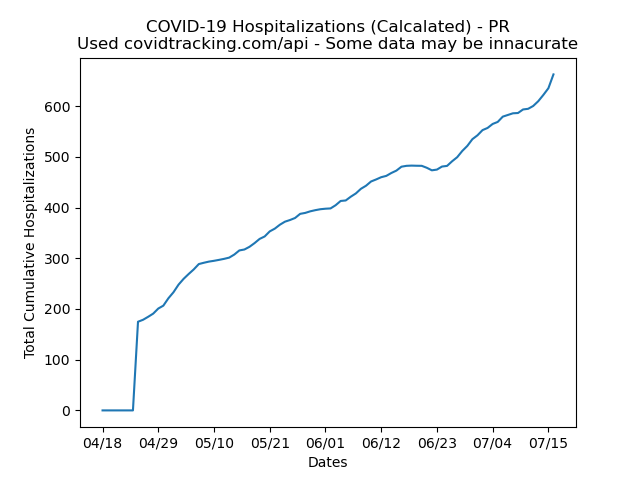 COVID-19 Hospitalizations (Calcalated) - PR
Used covidtracking.com/api - Some data may be innacurate
Total Cumulative Hospitalizations
600
500
400
300
200
100
0
04/18 04/29 05/10 05/21 06/01 06/12 06/23 07/04 07/15
Dates